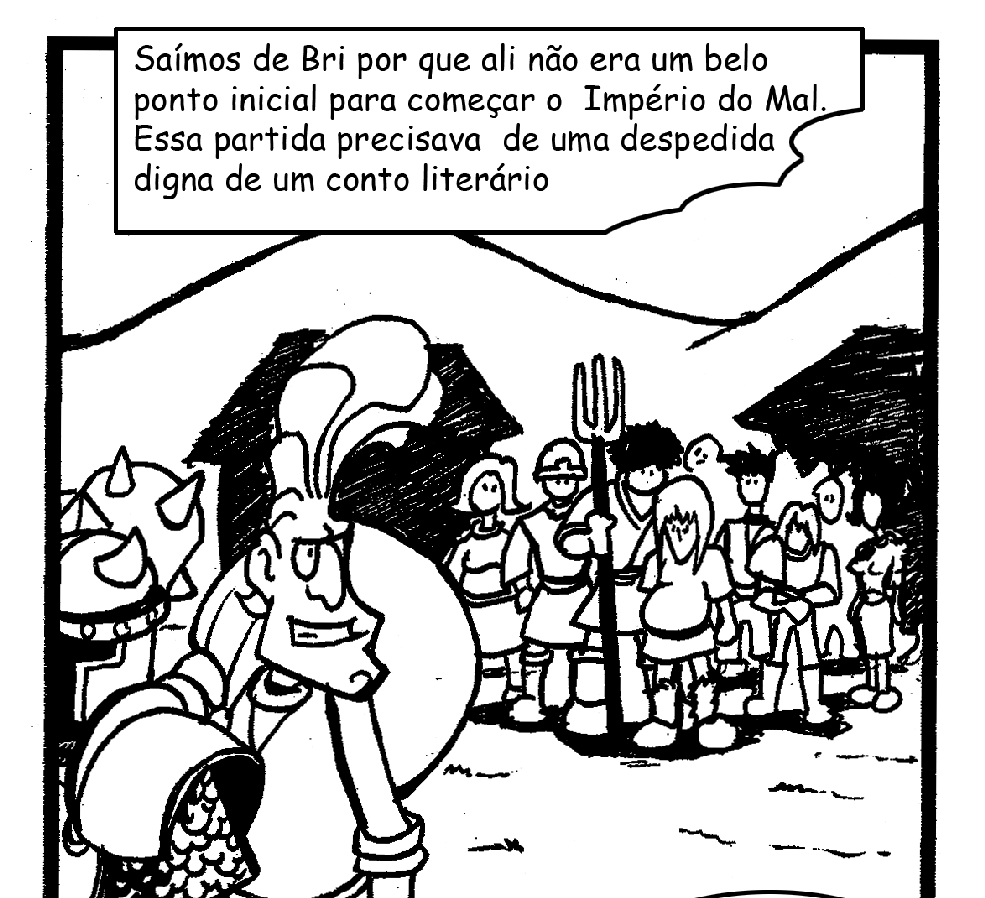 Saímos de Bri por que ali não era um belo
ponto inicial para começar o Império do Mal.
Essa partida precisava de uma despedida
digna de um conto literário